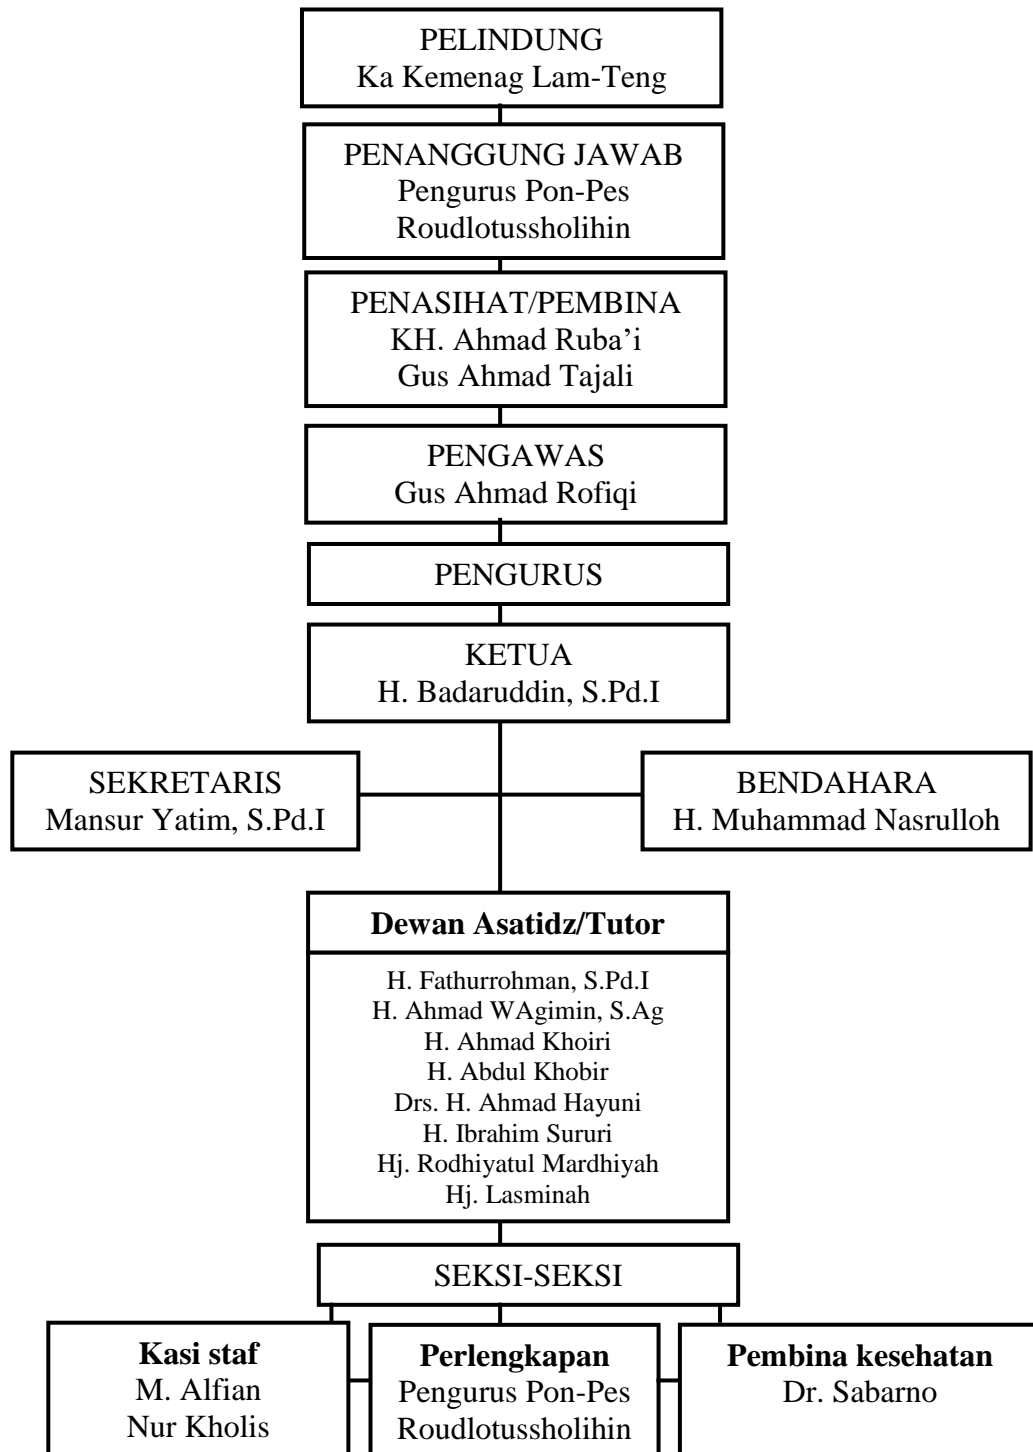 PELINDUNG
Ka Kemenag Lam-Teng
PENANGGUNG JAWAB
Pengurus Pon-Pes
Roudlotussholihin
PENASIHAT/PEMBINA
KH. Ahmad Ruba’i
Gus Ahmad Tajali
PENGAWAS
Gus Ahmad Rofiqi
PENGURUS
KETUA
H. Badaruddin, S.Pd.I
SEKRETARIS
Mansur Yatim, S.Pd.I
BENDAHARA
H. Muhammad Nasrulloh
Dewan Asatidz/Tutor
H. Fathurrohman, S.Pd.I
H. Ahmad WAgimin, S.Ag
H. Ahmad Khoiri
H. Abdul Khobir
Drs. H. Ahmad Hayuni
H. Ibrahim Sururi
Hj. Rodhiyatul Mardhiyah
Hj. Lasminah
SEKSI-SEKSI
Kasi staf
M. Alfian
Nur Kholis
Perlengkapan
Pengurus Pon-Pes
Roudlotussholihin
Pembina kesehatan
Dr. Sabarno